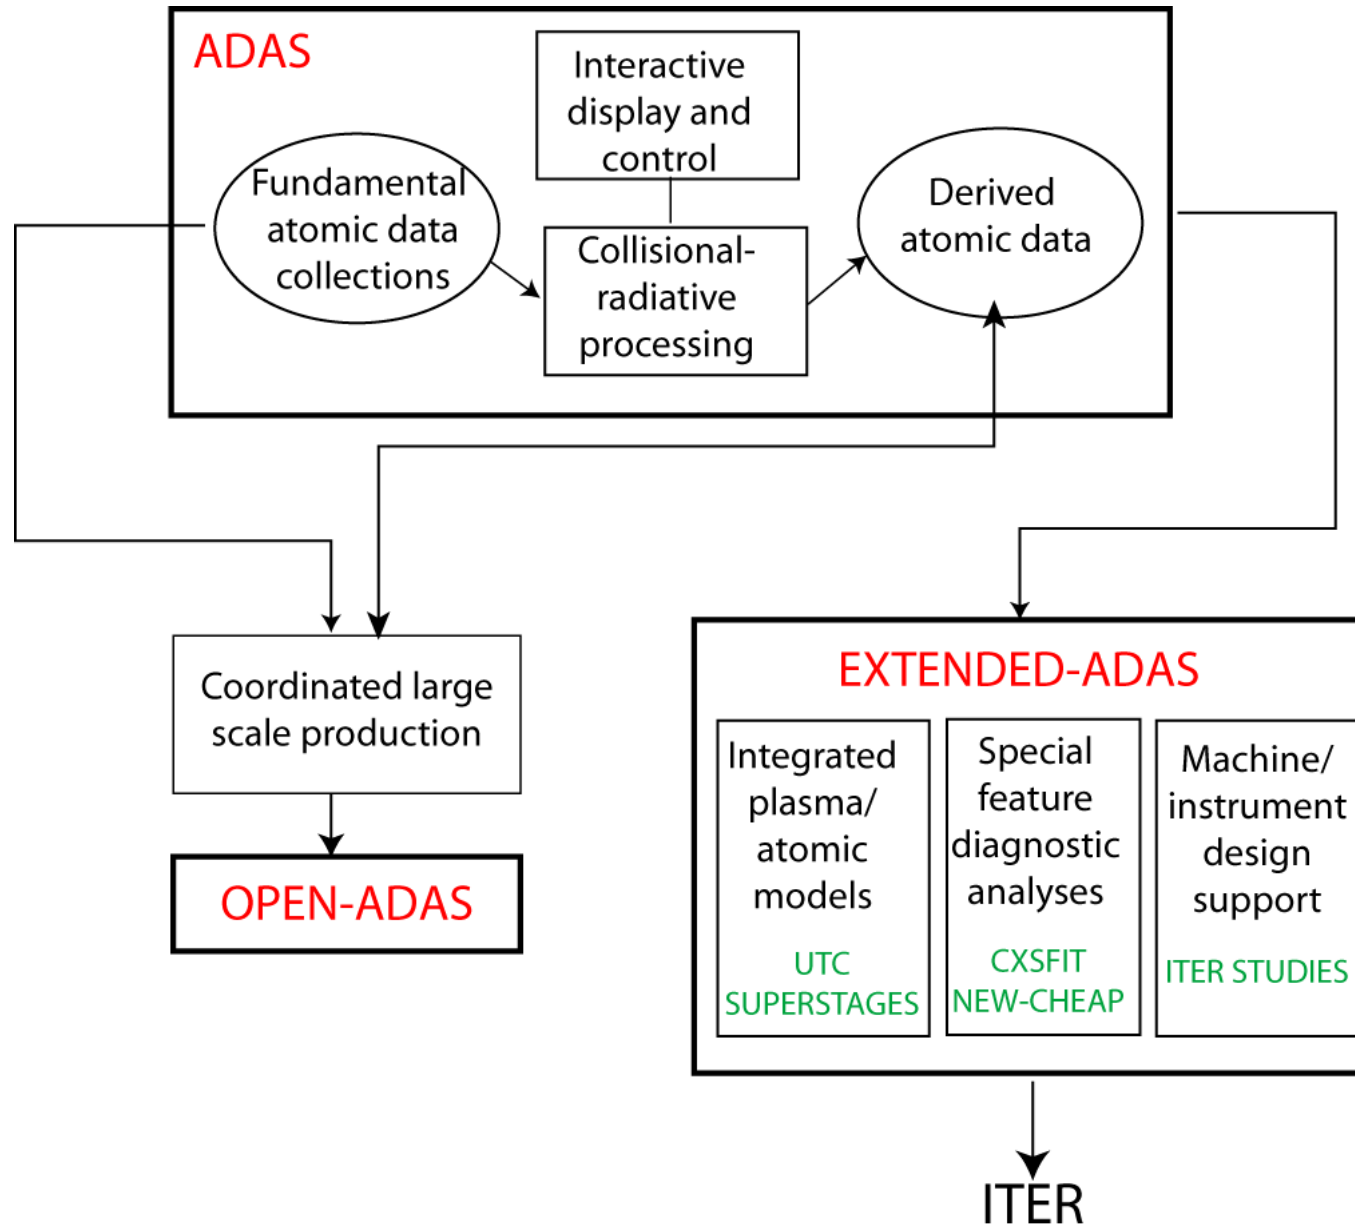 ADAS
Interactive
display and
control
Fundamental
atomic data
collections
Collisional-
radiative
processing
Derived
atomic data
Coordinated large
scale production
OPEN-ADAS
EXTENDED-ADAS
Integrated
plasma/
atomic
models
UTC
SUPERSTAGES
Special
feature
diagnostic
analyses
CXSFIT
NEW-CHEAP
Machine/
instrument
design
support
ITER STUDIES
ITER